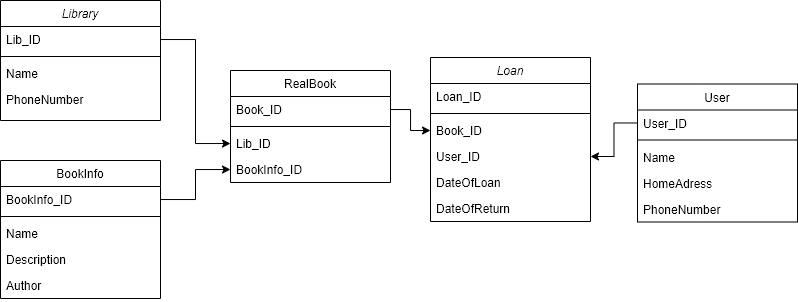 Library
Lib_ID
Name
PhoneNumber
BookInfo
BookInfo_ID
Name
Description
Author
RealBook
Book_ID
Lib_ID
BookInfo_ID
Loan
Loan_ID
Book_ID
User_ID
DateOfLoan
DateOfReturn
User
User_ID
Name
HomeAdress
PhoneNumber